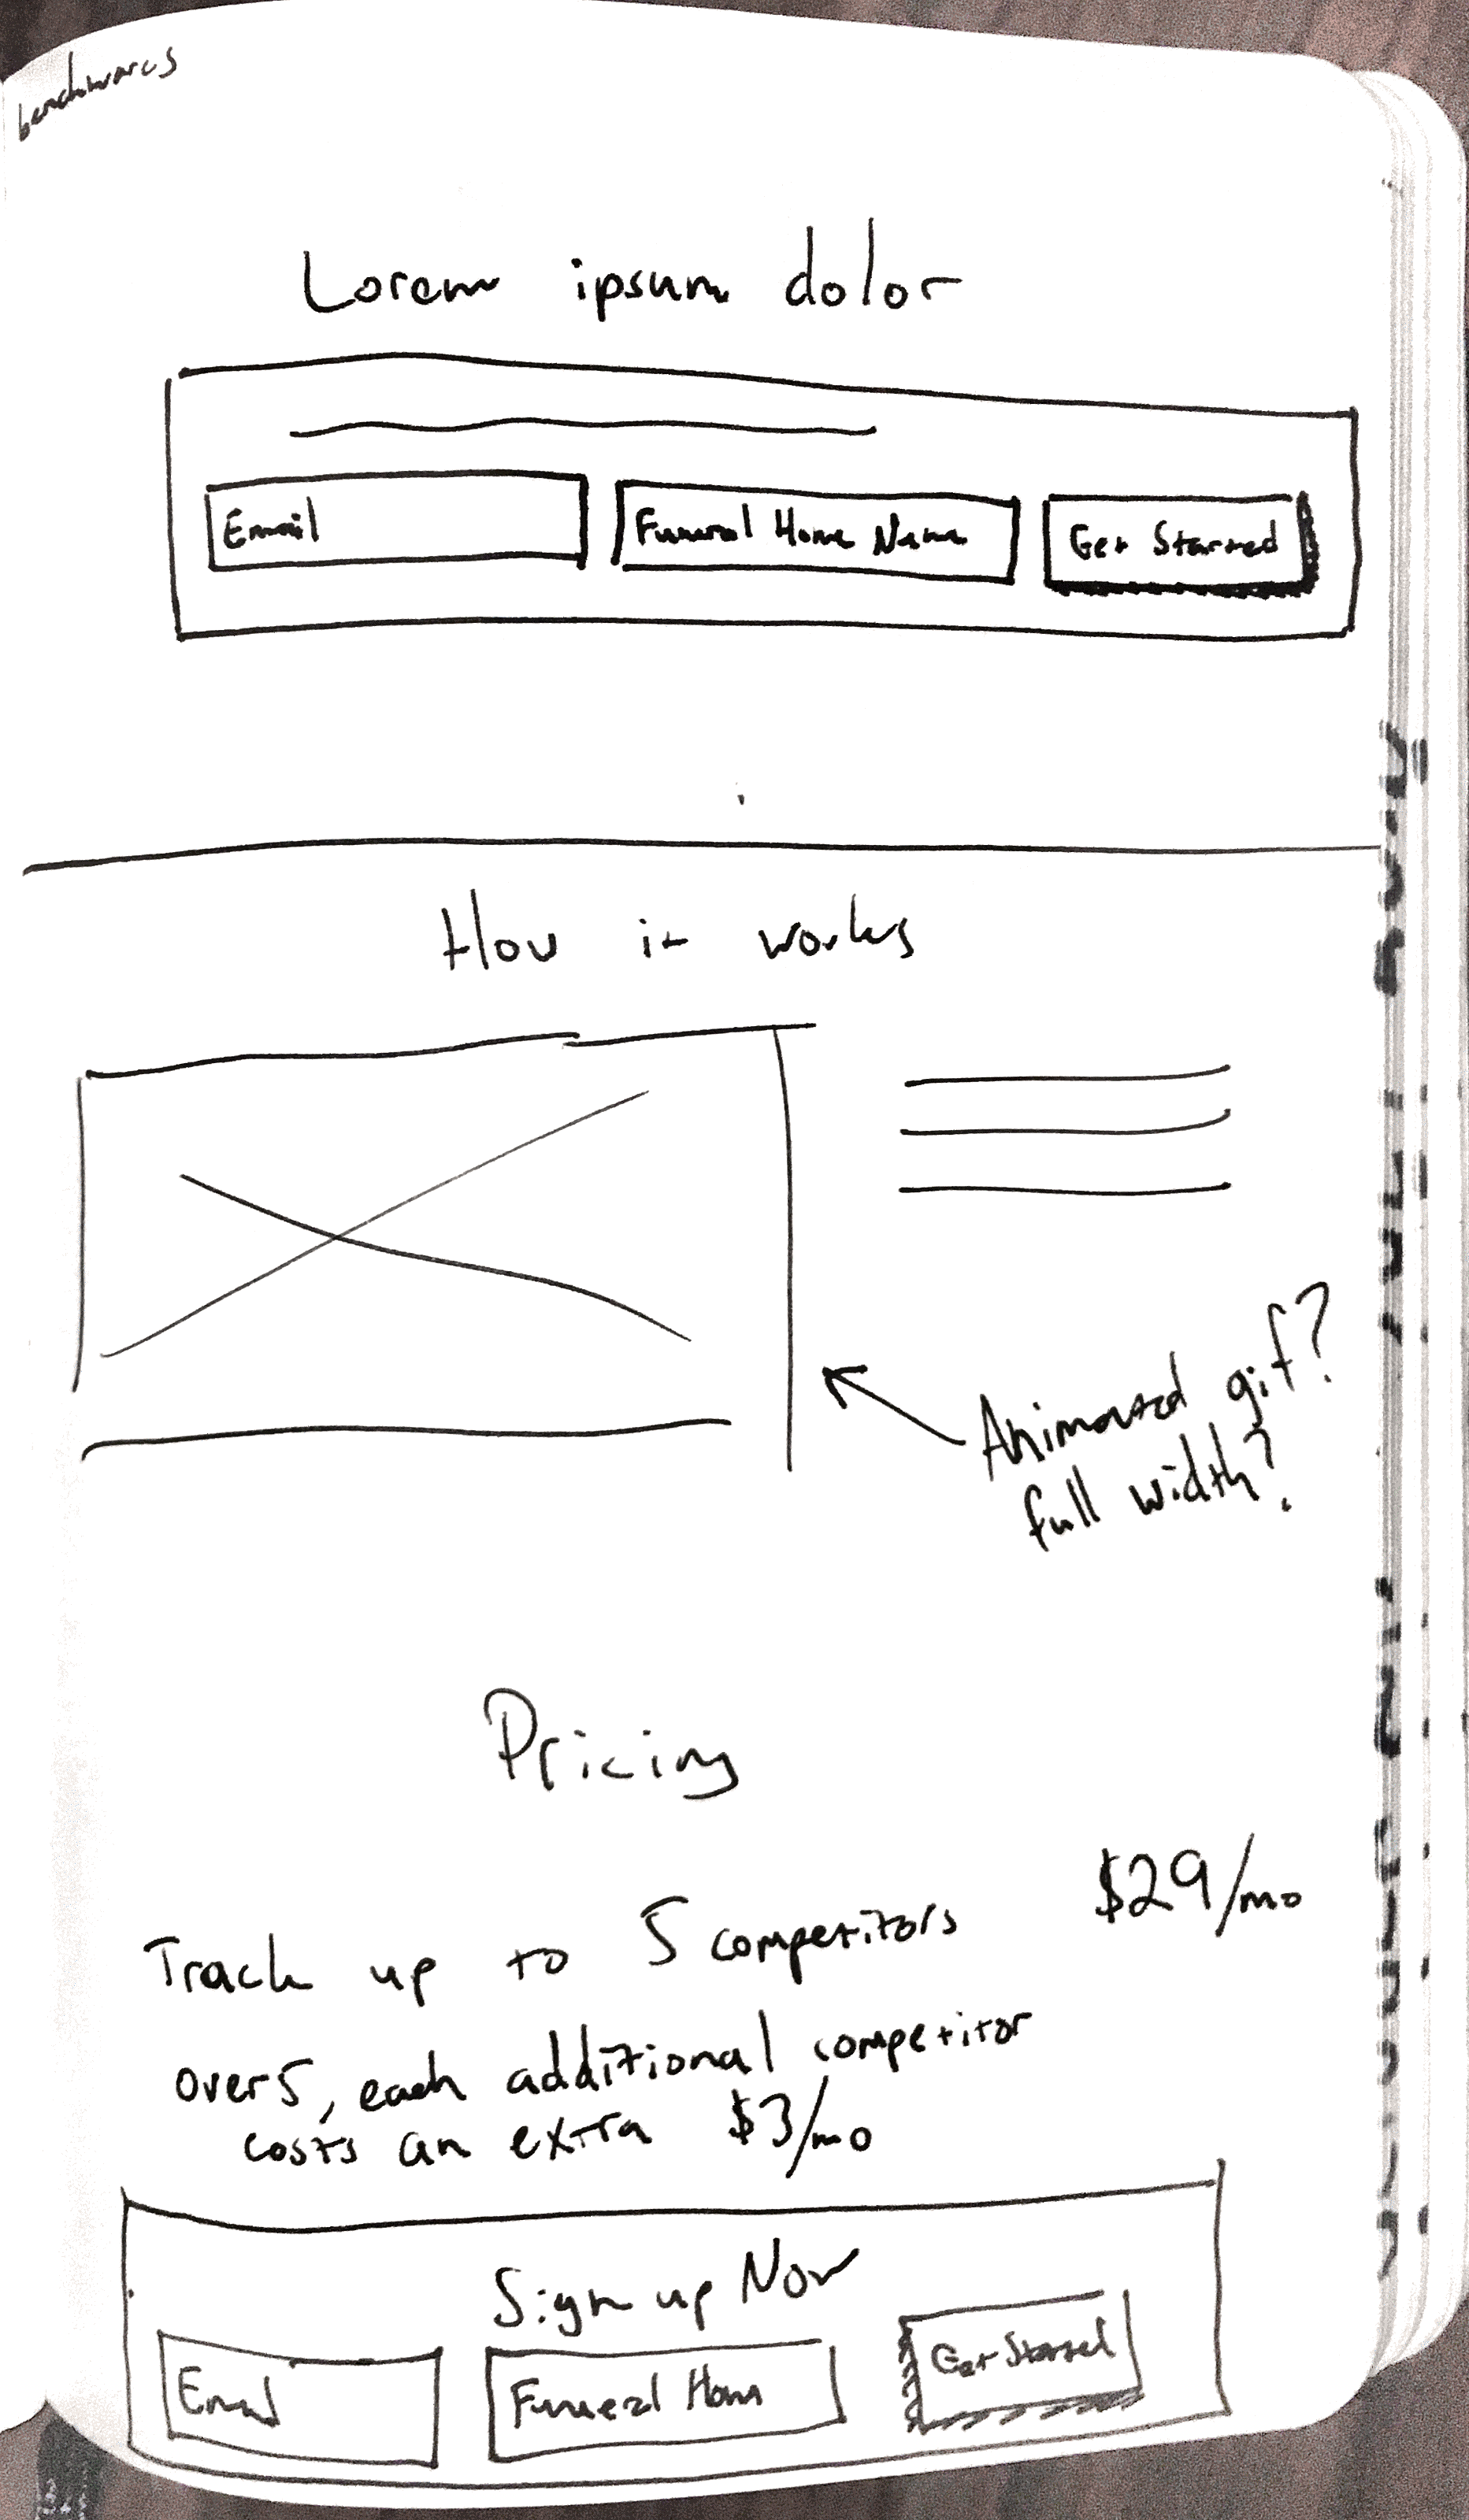 benchmarcs
Lorem ipsum dolor
Email
Funeral Home Name
Get Started
How it works
Animated gif?
full width?
Pricing
$29/mo
Track up to 5 competitors
over 5, each additional competitor
costs an extra $3/mo
Sign up Now
Email
Funeral Home
Get Started